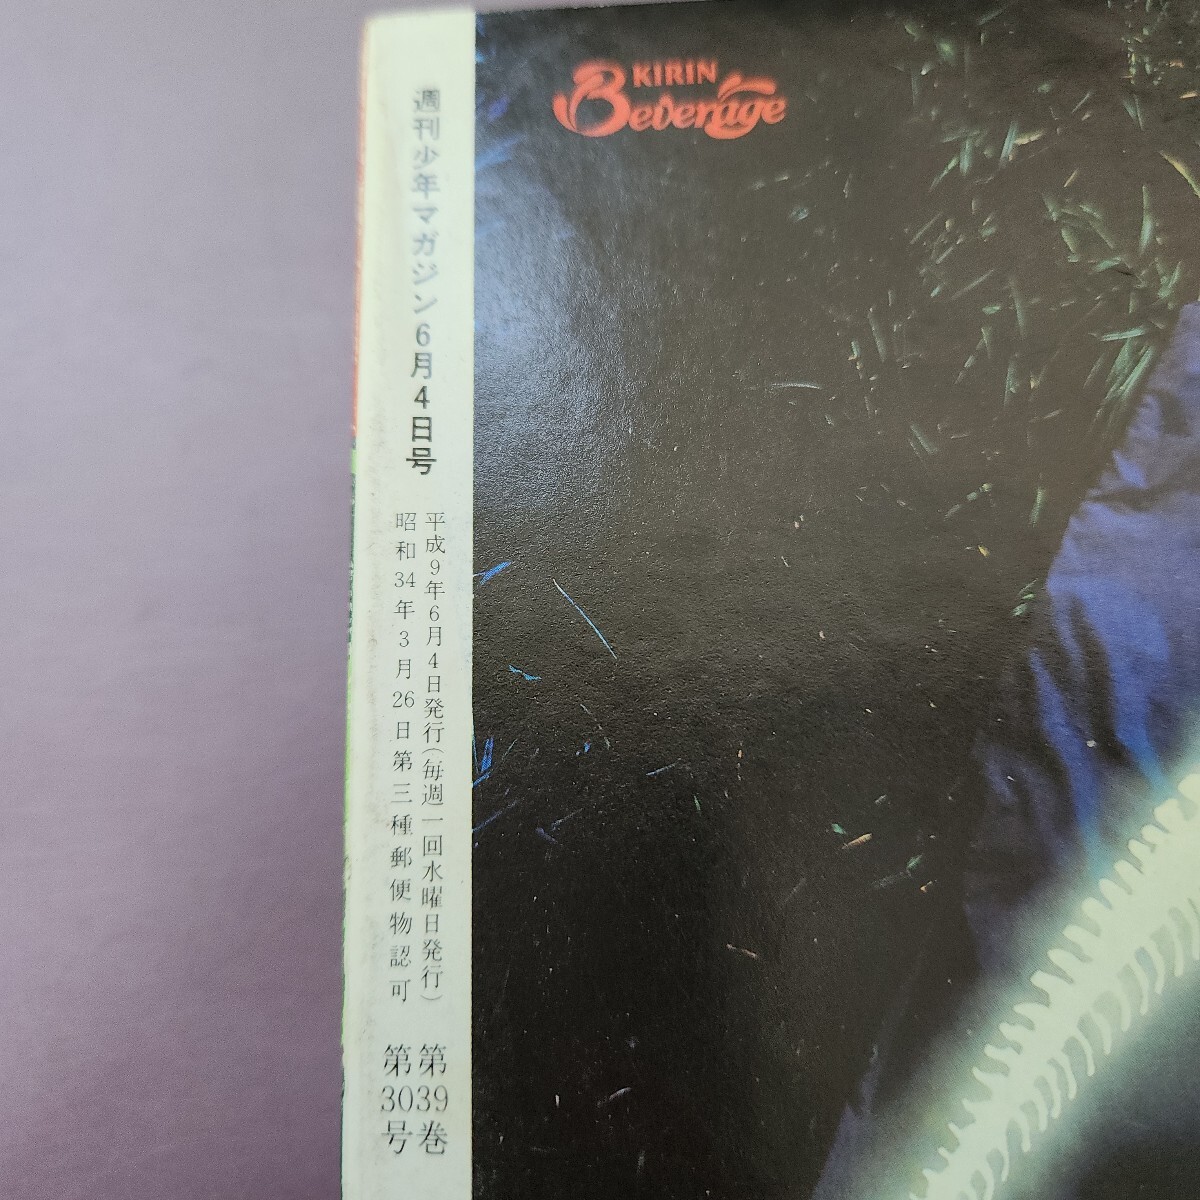 KIRIN
Beverage
週刊少年マガジン6月4日号
平成9年6月4日発行(毎週一回水曜日発行)
昭和34年3月26日第三種郵便物認可
第39巻
第30号